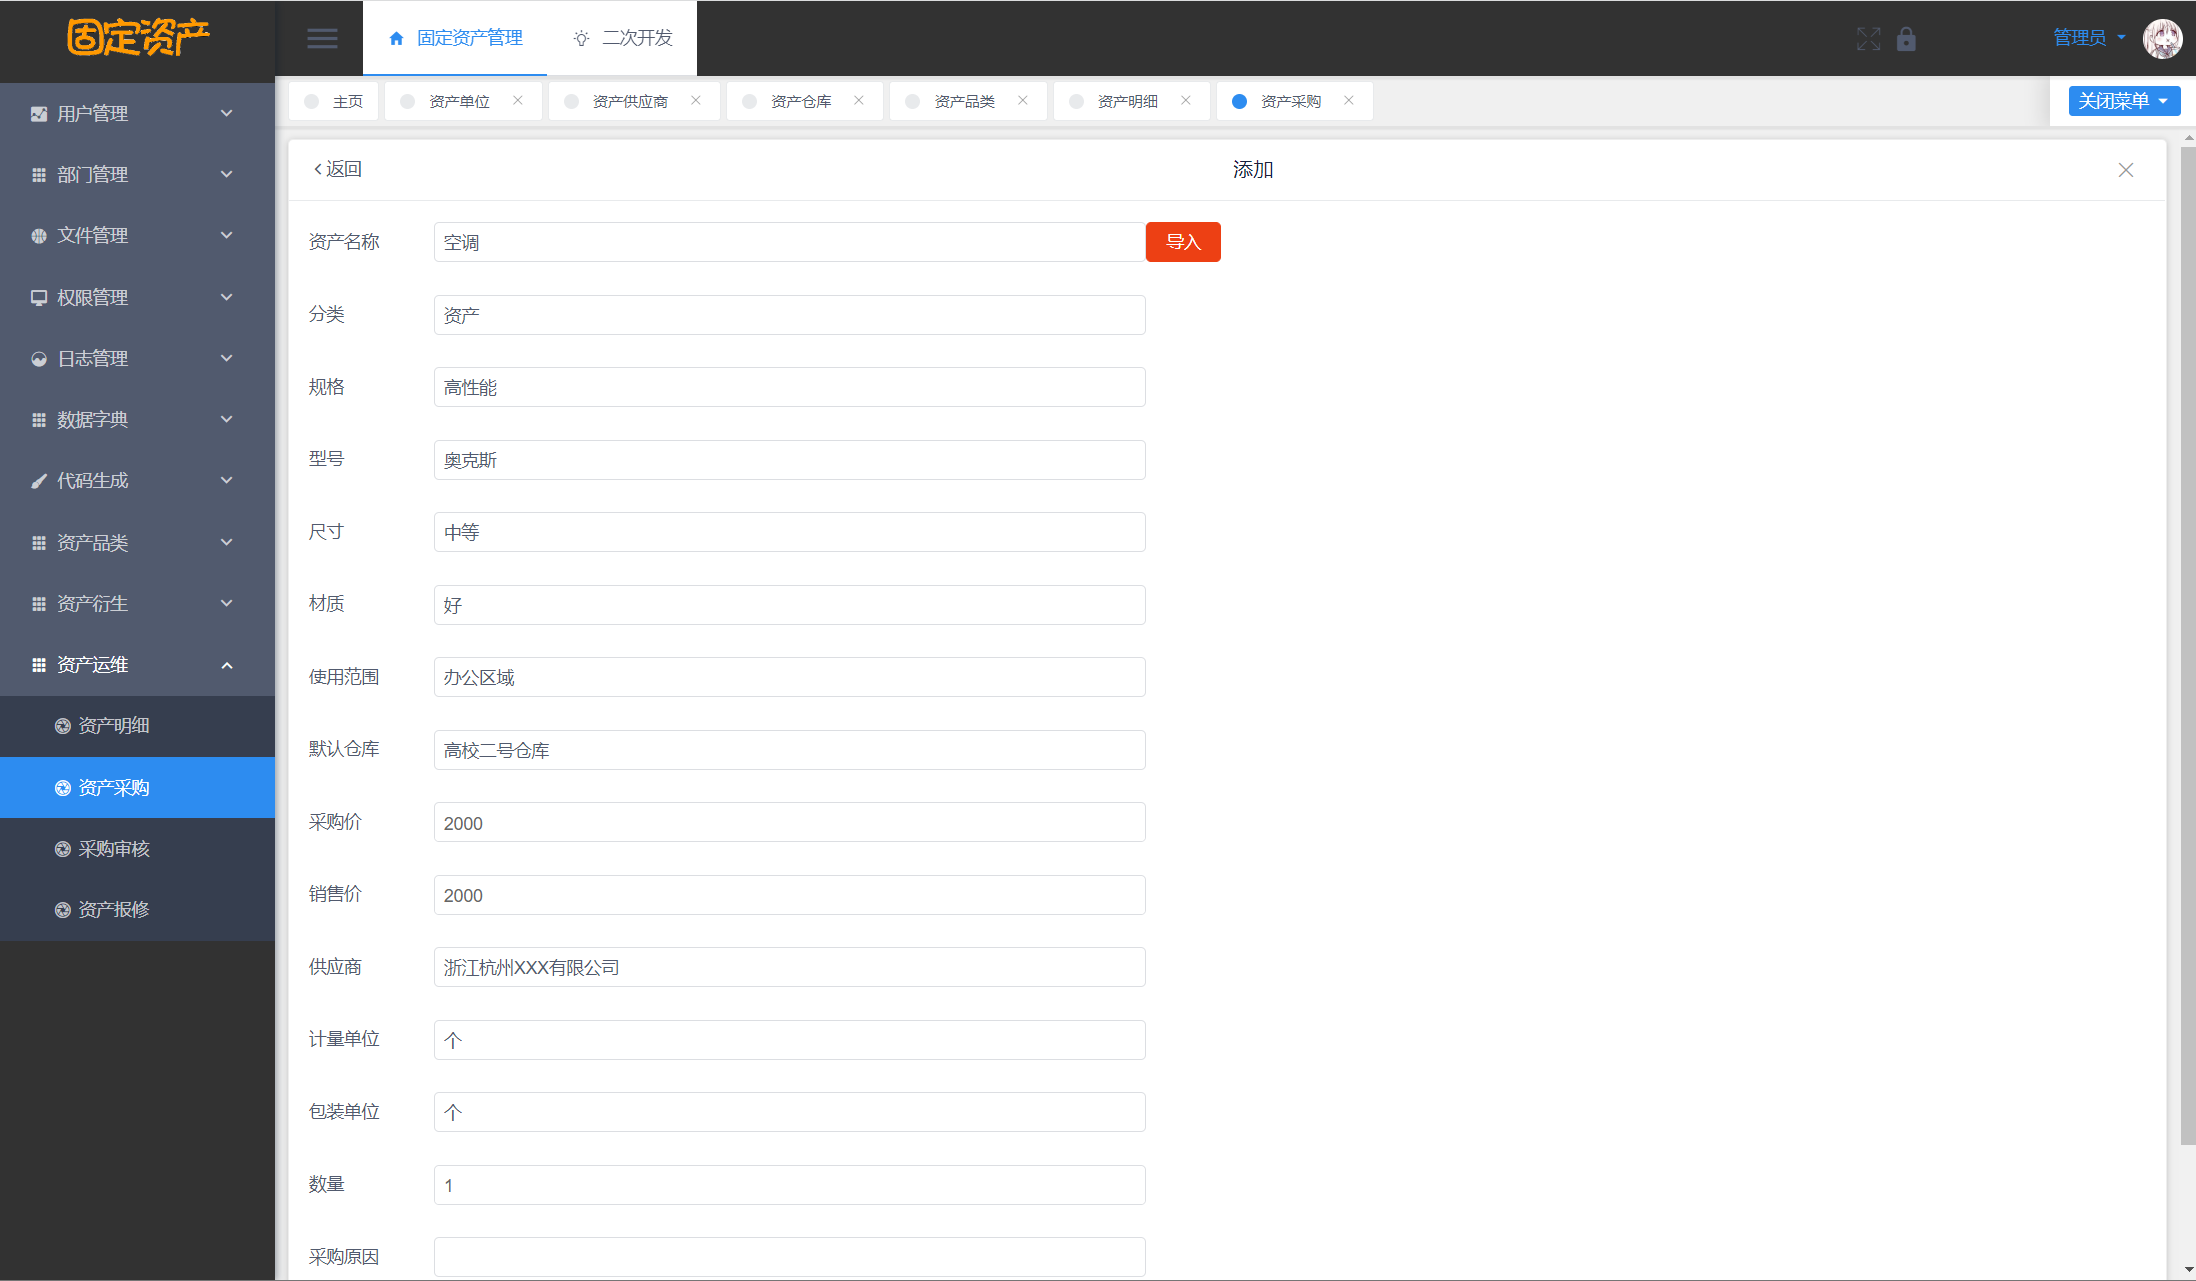 固定资产
固定资产管理
二次开发
管理员
用户管理
部门管理
文件管理
权限管理
日志管理
数据字典
代码生成
资产品类
资产衍生
资产运维
资产明细
资产采购
采购审核
资产报修
主页
资产单位
资产供应商
资产仓库
资产品类
资产明细
资产采购
关闭菜单
返回
添加
资产名称 空调 导入
分类 资产
规格 高性能
型号 奥克斯
尺寸 中等
材质 好
使用范围 办公区域
默认仓库 高校二号仓库
采购价 2000
销售价 2000
供应商 浙江杭州XXX有限公司
计量单位 个
包装单位 个
数量 1
采购原因